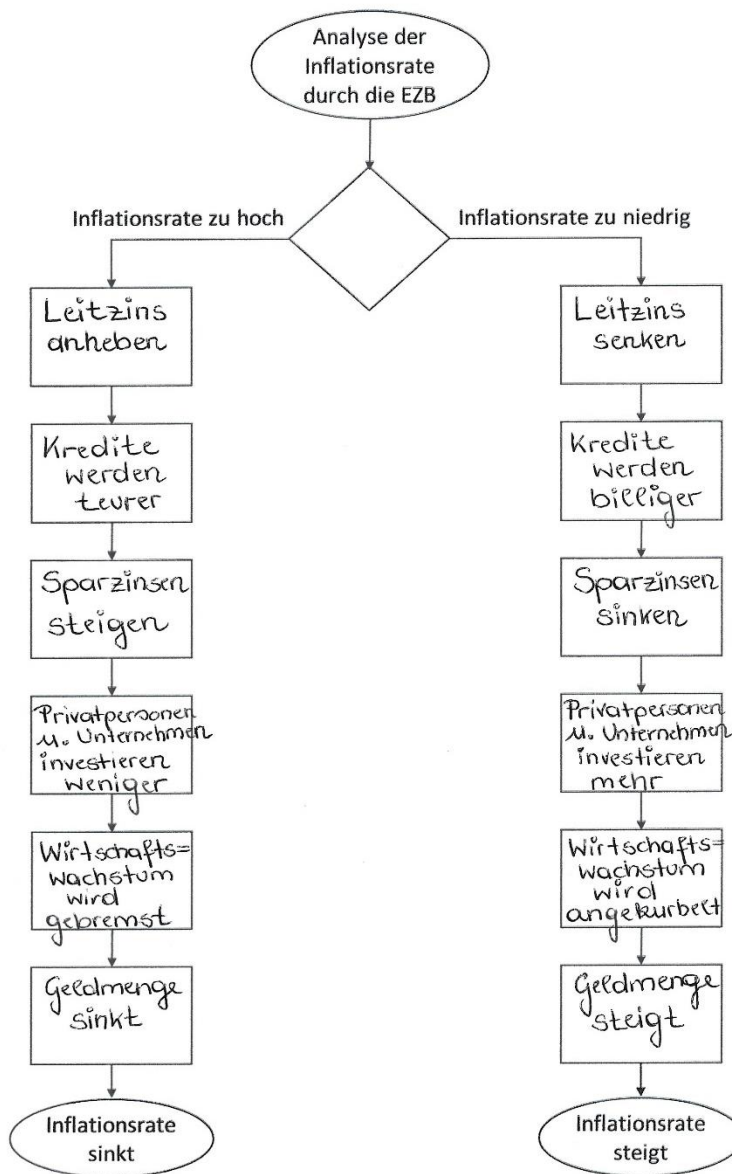 Analyse der
Inflationsrate
durch die EZB
Inflationsrate zu hoch
Inflationsrate zu niedrig
Leitzins
anheben
Kredite
werden
teurer
Sparzinsen
steigen
Privatpersonen
u. Unternehmen
investieren
weniger
Wirtschafts=
wachstum
wird
gebremst
Geldmenge
sinkt
Inflationsrate
sinkt
Leitzins
senken
Kredite
werden
billiger
Sparzinsen
sinken
Privatpersonen
u. Unternehmen
investieren
mehr
Wirtschafts=
wachstum
wird
angekurbelt
Geldmenge
steigt
Inflationsrate
steigt